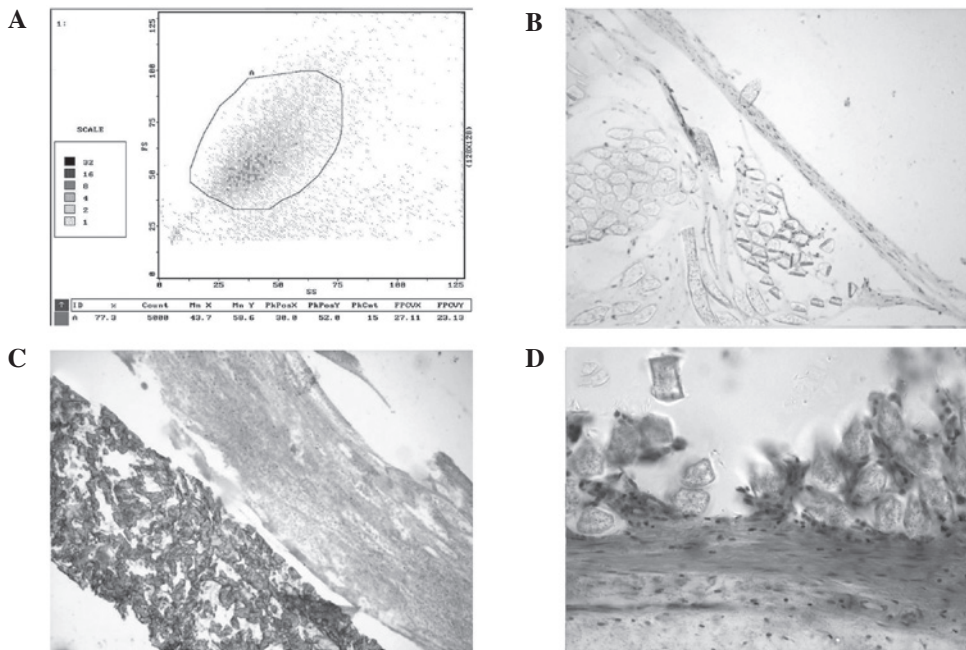 A
B
C
D
1:
SCALE
32
16
8
4
2
1
125
100
75
50
25
0
FS
A
0
25
50
75
100
125
SS
(128X128)
ID % Count Mn X Mn Y PkPosX PkPosY PkCnt FPCVX FPCVY
A 77.3 5000 43.7 58.6 38.0 52.0 15 27.11 23.13